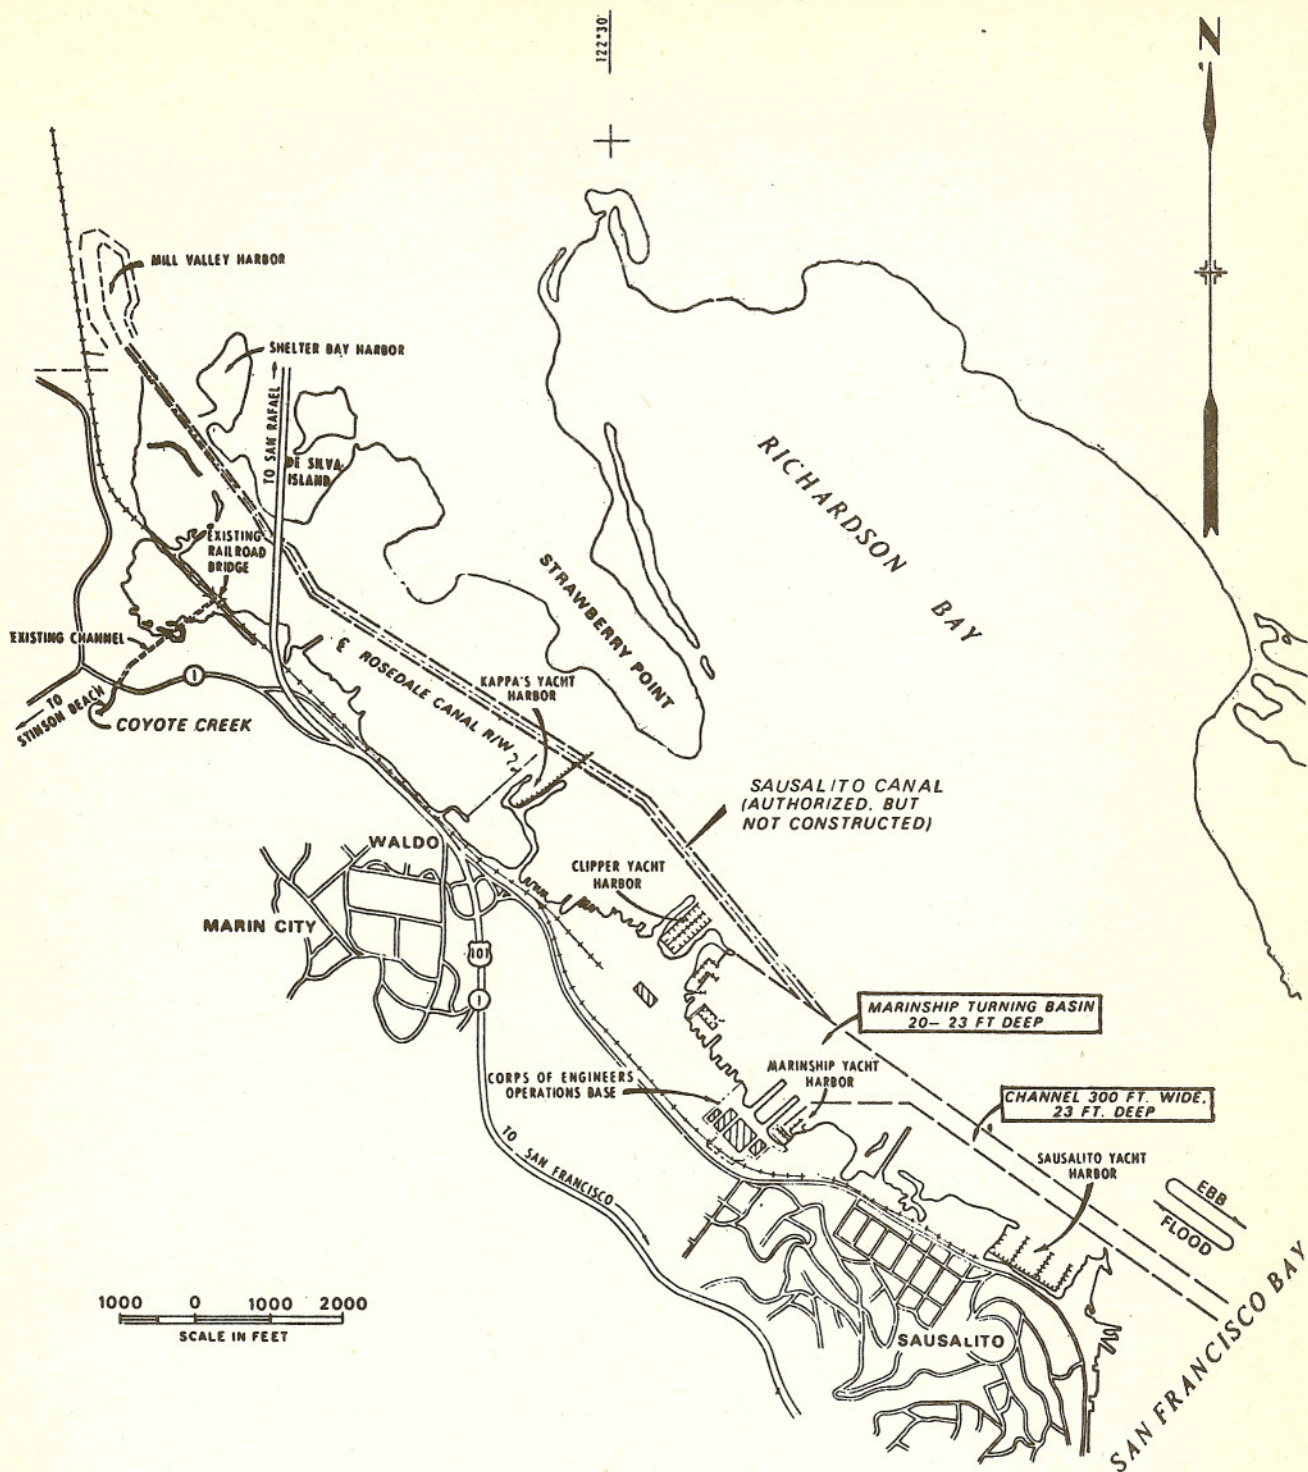 122°30'
N
MILL VALLEY HARBOR
SHELTER BAY HARBOR
TO SAN RAFAEL
DE SILVA
ISLAND
RICHARDSON
BAY
EXISTING
RAILROAD
BRIDGE
STRAWBERRY POINT
EXISTING CHANNEL
1
TO
STINSON BEACH
COYOTE CREEK
℄ ROSEDALE CANAL R/W?
KAPPA'S YACHT
HARBOR
SAUSALITO CANAL
(AUTHORIZED, BUT
NOT CONSTRUCTED)
WALDO
CLIPPER YACHT
HARBOR
MARIN CITY
101
1
MARINSHIP TURNING BASIN
20-23 FT DEEP
CORPS OF ENGINEERS
OPERATIONS BASE
MARINSHIP YACHT
HARBOR
CHANNEL 300 FT. WIDE,
23 FT. DEEP
TO SAN FRANCISCO
SAUSALITO YACHT
HARBOR
EBB
FLOOD
SAN FRANCISCO BAY
1000 0 1000 2000
SCALE IN FEET
SAUSALITO